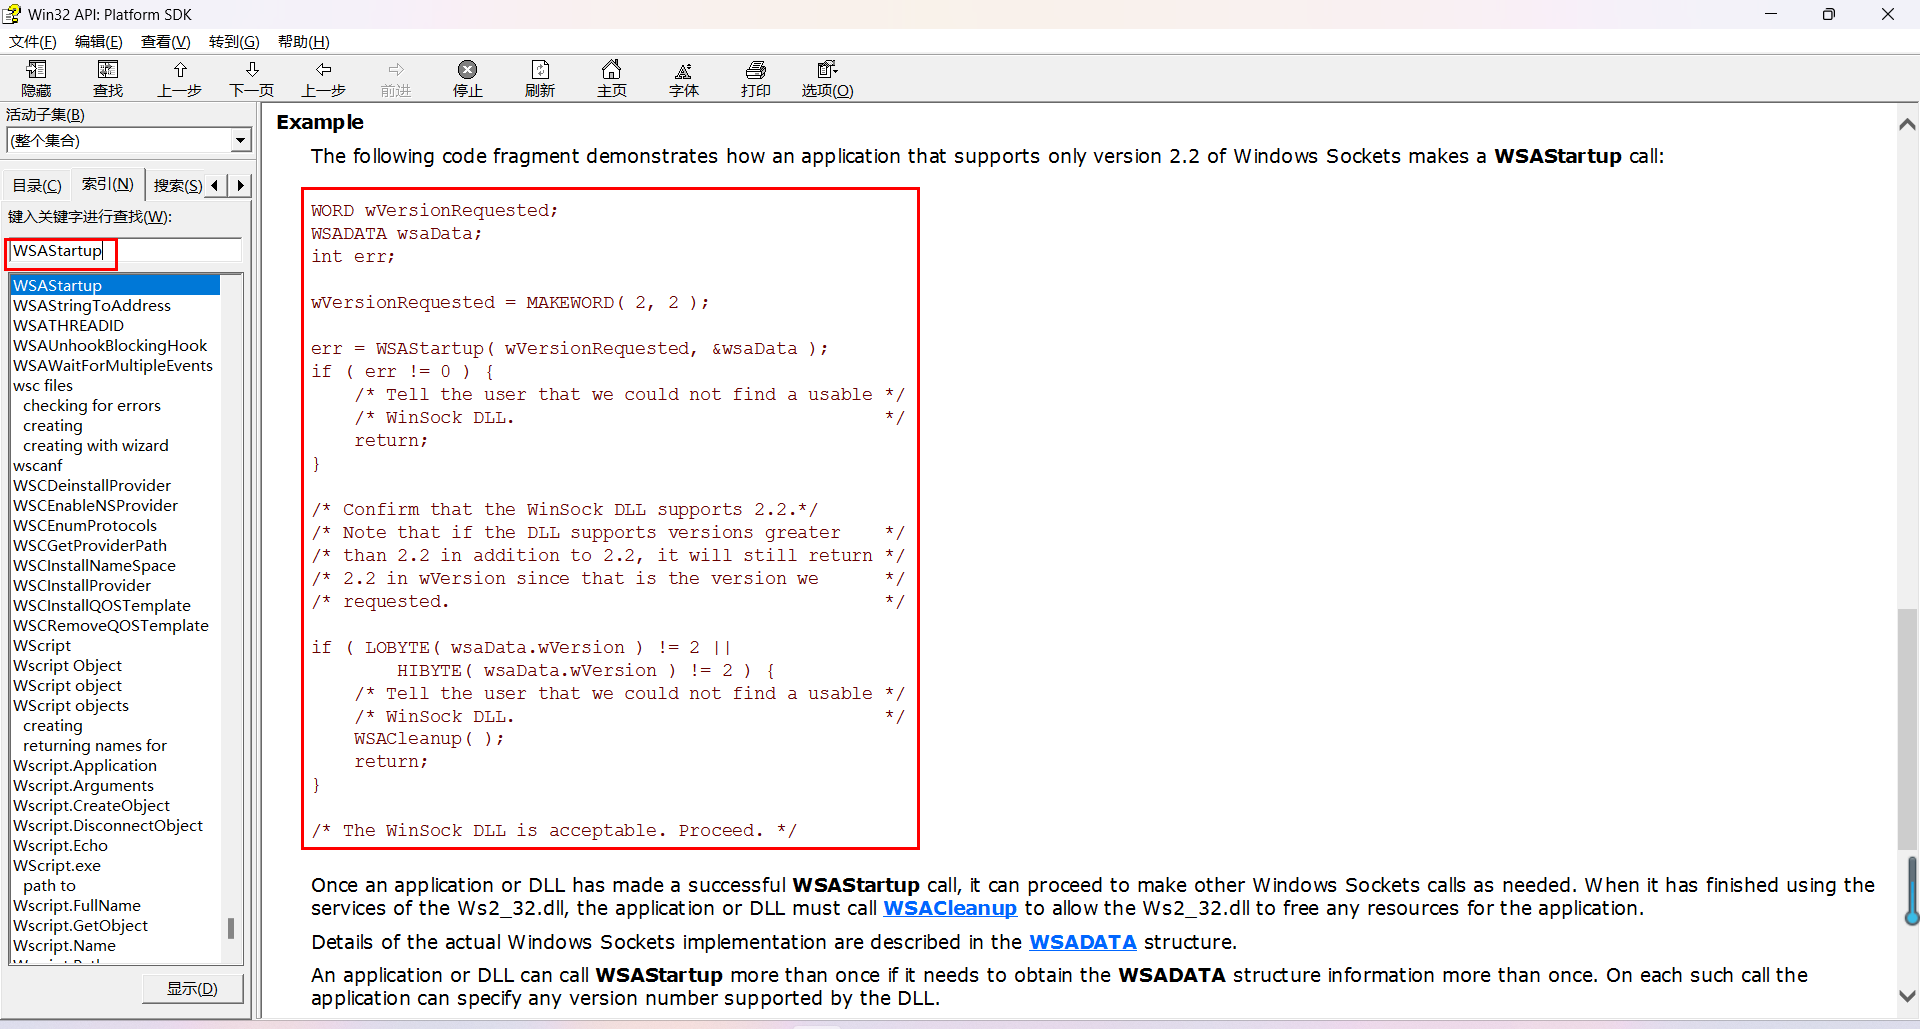 Win32 API: Platform SDK
文件(F) 编辑(E) 查看(V) 转到(G) 帮助(H)
隐藏 查找 上一步 下一页 上一步 前进 停止 刷新 主页 字体 打印 选项(O)
活动子集(B)
(整个集合)
目录(C) 索引(N) 搜索(S)
键入关键字进行查找(W):
WSAStartup
WSAStartup
WSAStringToAddress
WSATHREADID
WSAUnhookBlockingHook
WSAWaitForMultipleEvents
wsc files
checking for errors
creating
creating with wizard
wscanf
WSCDeinstallProvider
WSCEnableNSProvider
WSCEnumProtocols
WSCGetProviderPath
WSCInstallNameSpace
WSCInstallProvider
WSCInstallQOSTemplate
WSCRemoveQOSTemplate
WScript
Wscript Object
WScript object
WScript objects
creating
returning names for
Wscript.Application
Wscript.Arguments
Wscript.CreateObject
Wscript.DisconnectObject
Wscript.Echo
WScript.exe
path to
Wscript.FullName
Wscript.GetObject
Wscript.Name
显示(D)
Example
The following code fragment demonstrates how an application that supports only version 2.2 of Windows Sockets makes a WSAStartup call:
WORD wVersionRequested;
WSADATA wsaData;
int err;
wVersionRequested = MAKEWORD( 2, 2 );
err = WSAStartup( wVersionRequested, &wsaData );
if ( err != 0 ) {
/* Tell the user that we could not find a usable */
/* WinSock DLL. */
return;
}
/* Confirm that the WinSock DLL supports 2.2.*/
/* Note that if the DLL supports versions greater */
/* than 2.2 in addition to 2.2, it will still return */
/* 2.2 in wVersion since that is the version we */
/* requested. */
if ( LOBYTE( wsaData.wVersion ) != 2 ||
HIBYTE( wsaData.wVersion ) != 2 ) {
/* Tell the user that we could not find a usable */
/* WinSock DLL. */
WSACleanup( );
return;
}
/* The WinSock DLL is acceptable. Proceed. */
Once an application or DLL has made a successful WSAStartup call, it can proceed to make other Windows Sockets calls as needed. When it has finished using the
services of the Ws2_32.dll, the application or DLL must call WSACleanup to allow the Ws2_32.dll to free any resources for the application.
Details of the actual Windows Sockets implementation are described in the WSADATA structure.
An application or DLL can call WSAStartup more than once if it needs to obtain the WSADATA structure information more than once. On each such call the
application can specify any version number supported by the DLL.